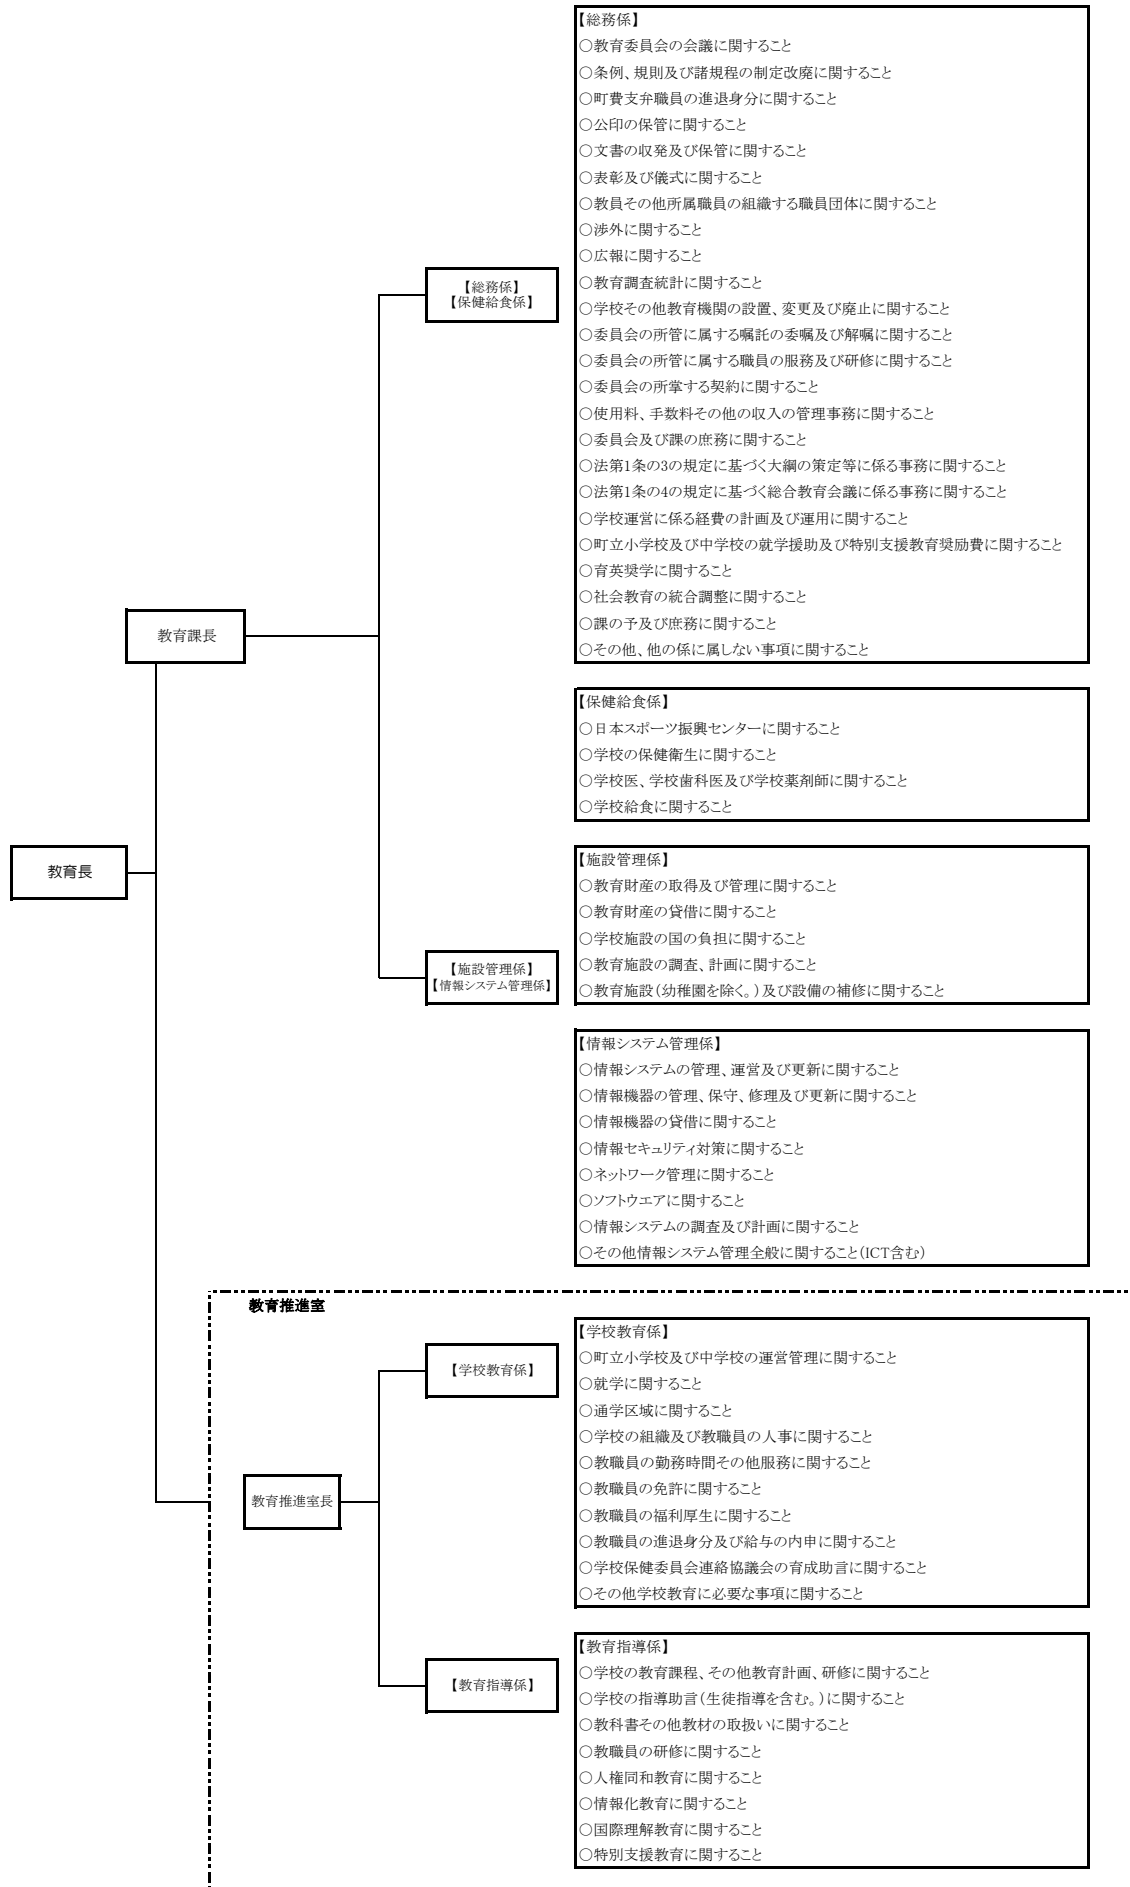 【総務係】
○教育委員会の会議に関すること
○条例、規則及び諸規程の制定改廃に関すること
○町費支弁職員の進退身分に関すること
○公印の保管に関すること
○文書の収発及び保管に関すること
○表彰及び儀式に関すること
○教員その他所属職員の組織する職員団体に関すること
○渉外に関すること
○広報に関すること
○教育調査統計に関すること
○学校その他教育機関の設置、変更及び廃止に関すること
○委員会の所管に属する嘱託の委嘱及び解嘱に関すること
○委員会の所管に属する職員の服務及び研修に関すること
○委員会の所掌する契約に関すること
○使用料、手数料その他の収入の管理事務に関すること
○委員会及び課の庶務に関すること
○法第1条の3の規定に基づく大綱の策定等に係る事務に関すること
○法第1条の4の規定に基づく総合教育会議に係る事務に関すること
○学校運営に係る経費の計画及び運用に関すること
○町立小学校及び中学校の就学援助及び特別支援教育奨励費に関すること
○育英奨学に関すること
○社会教育の統合調整に関すること
○課の予及び庶務に関すること
○その他、他の係に属しない事項に関すること
【総務係】
【保健給食係】
教育課長
【保健給食係】
○日本スポーツ振興センターに関すること
○学校の保健衛生に関すること
○学校医、学校歯科医及び学校薬剤師に関すること
○学校給食に関すること
教育長
【施設管理係】
○教育財産の取得及び管理に関すること
○教育財産の貸借に関すること
○学校施設の国の負担に関すること
○教育施設の調査、計画に関すること
○教育施設(幼稚園を除く。)及び設備の補修に関すること
【施設管理係】
【情報システム管理係】
【情報システム管理係】
○情報システムの管理、運営及び更新に関すること
○情報機器の管理、保守、修理及び更新に関すること
○情報機器の貸借に関すること
○情報セキュリティ対策に関すること
○ネットワーク管理に関すること
○ソフトウエアに関すること
○情報システムの調査及び計画に関すること
○その他情報システム管理全般に関すること(ICT含む)
教育推進室
【学校教育係】
【学校教育係】
○町立小学校及び中学校の運営管理に関すること
○就学に関すること
○通学区域に関すること
○学校の組織及び教職員の人事に関すること
○教職員の勤務時間その他服務に関すること
○教職員の免許に関すること
○教職員の福利厚生に関すること
○教職員の進退身分及び給与の内申に関すること
○学校保健委員会連絡協議会の育成助言に関すること
○その他学校教育に必要な事項に関すること
教育推進室長
【教育指導係】
【教育指導係】
○学校の教育課程、その他教育計画、研修に関すること
○学校の指導助言(生徒指導を含む。)に関すること
○教科書その他教材の取扱いに関すること
○教職員の研修に関すること
○人権同和教育に関すること
○情報化教育に関すること
○国際理解教育に関すること
○特別支援教育に関すること